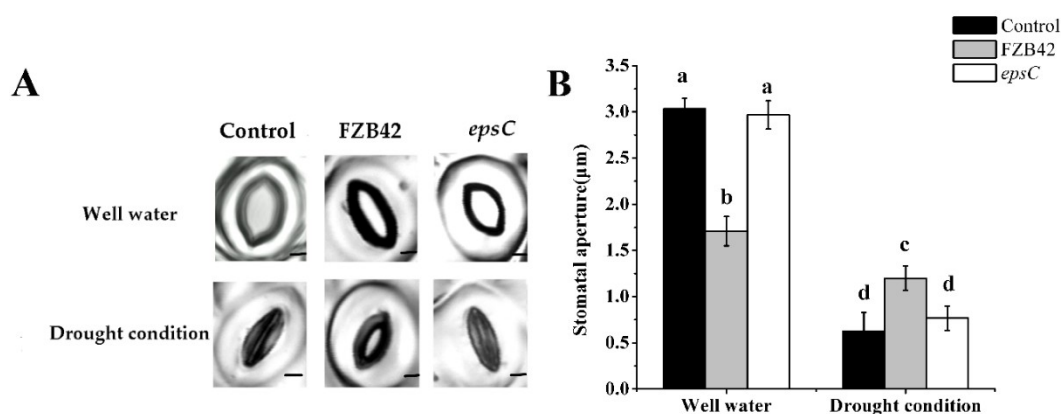 A
Control FZB42 epsC
Well water
Drought condition
B
Control
FZB42
epsC
Stomatal aperture(μm)
3.5
3.0
2.5
2.0
1.5
1.0
0.5
0.0
a
b
a
d
c
d
Well water Drought condition